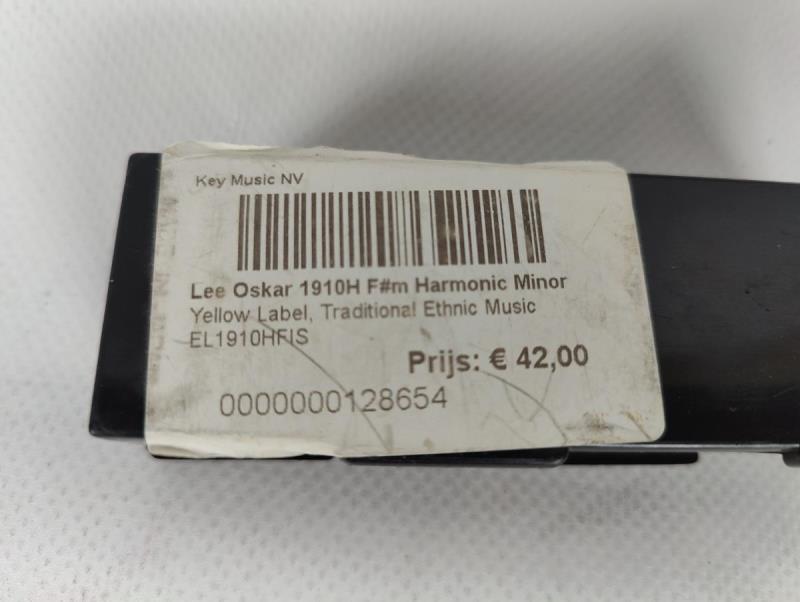 Key Music NV
Lee Oskar 1910H F#m Harmonic Minor
Yellow Label, Traditional Ethnic Music
EL1910HFIS
Prijs: € 42,00
0000000128654